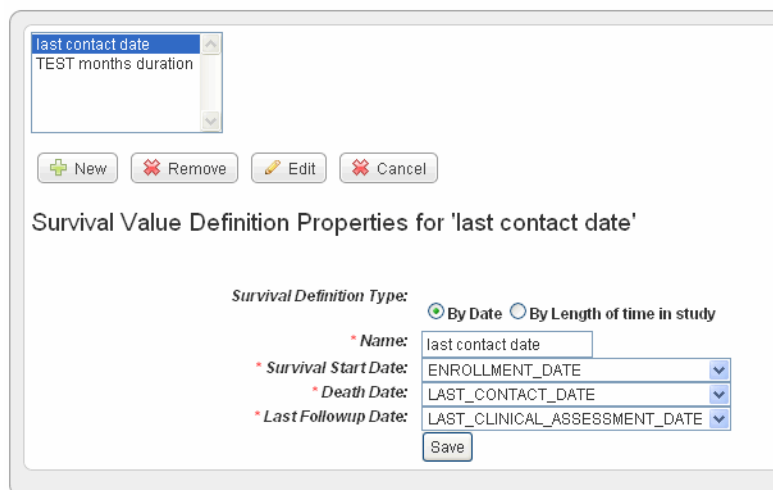 last contact date
TEST months duration
New Remove Edit Cancel
Survival Value Definition Properties for 'last contact date'
Survival Definition Type:
By Date By Length of time in study
* Name: last contact date
* Survival Start Date: ENROLLMENT_DATE
* Death Date: LAST_CONTACT_DATE
* Last Followup Date: LAST_CLINICAL_ASSESSMENT_DATE
Save